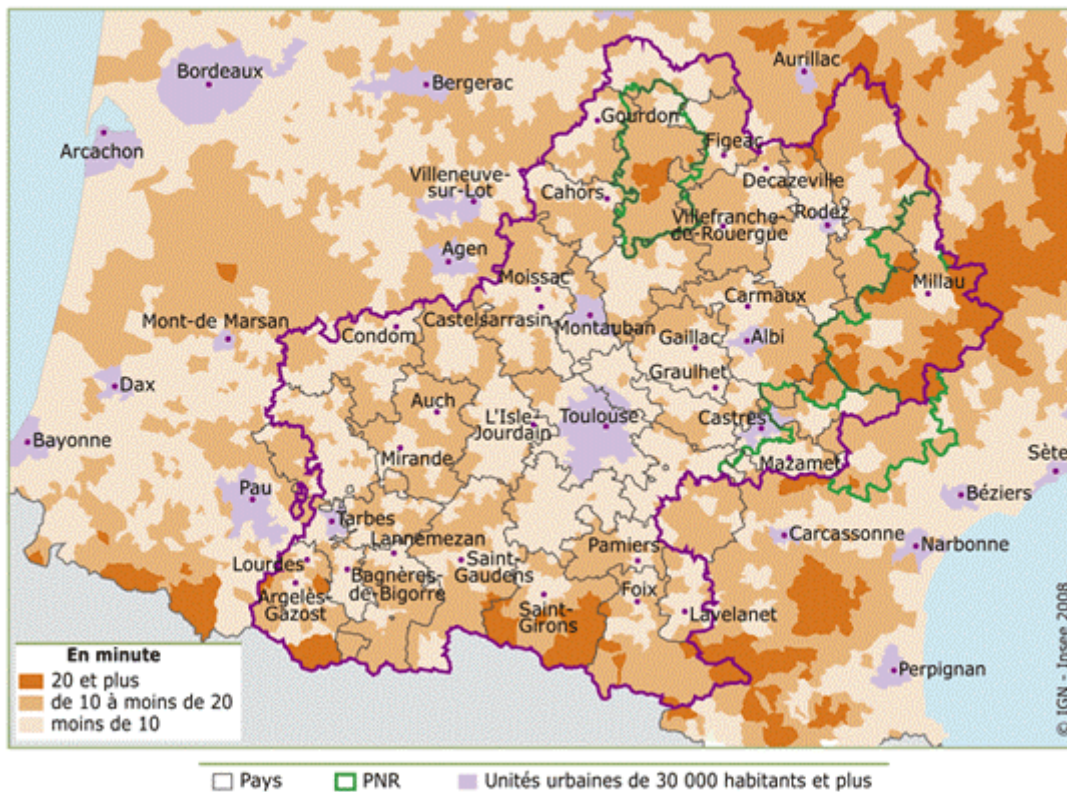 Bordeaux
Bergerac
Aurillac
Arcachon
Gourdon
Figeac
Villeneuve-
sur-Lot
Cahors
Decazeville
Villefranche-
de-Rouergue
Rodez
Agen
Moissac
Millau
Mont-de Marsan
Condom
Castelsarrasin
Montauban
Carmaux
Gaillac
Albi
Dax
Graulhet
Auch
L'Isle-
Jourdain
Toulouse
Castres
Bayonne
Mirande
Mazamet
Sète
Pau
Béziers
Tarbes
Lannemezan
Carcassonne
Narbonne
Lourdes
Bagnères-
de-Bigorre
Saint-
Gaudens
Pamiers
Argelès-
Gazost
Foix
Saint-
Girons
Lavelanet
Perpignan
En minute
20 et plus
de 10 à moins de 20
moins de 10
© IGN - Insee 2008
Pays
PNR
Unités urbaines de 30 000 habitants et plus